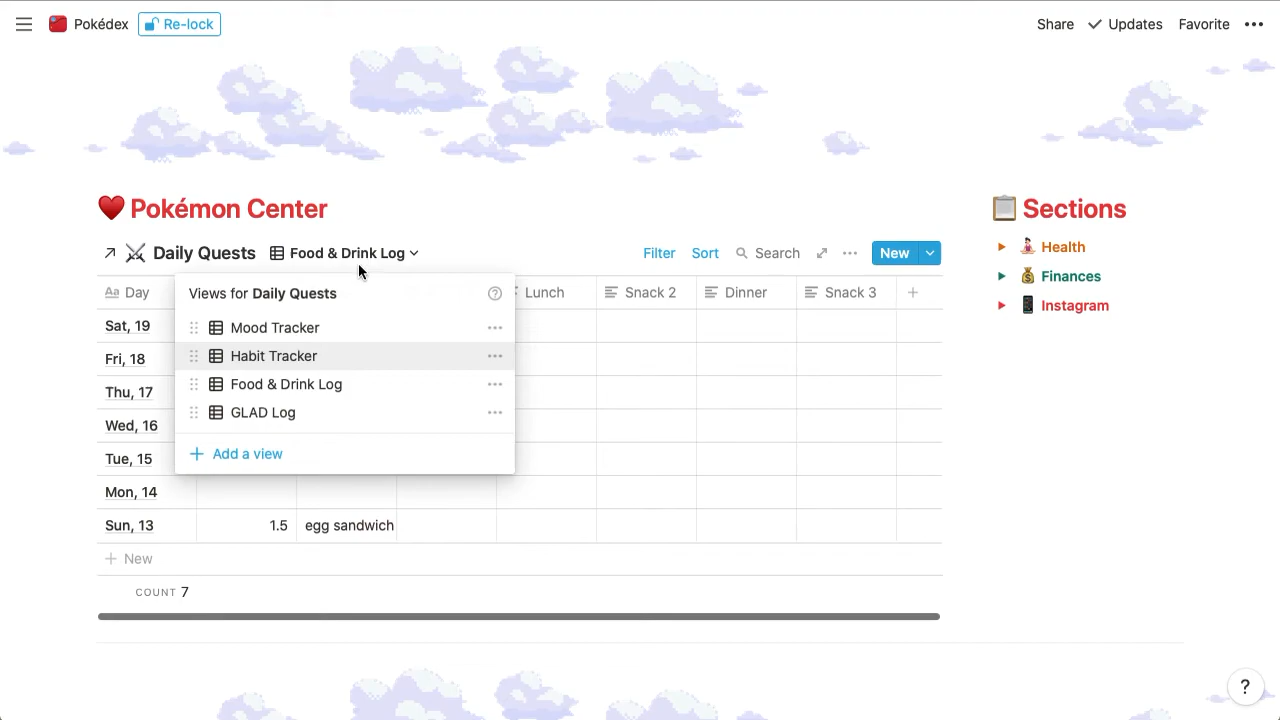 Pokédex Re-lock Share Updates Favorite
Pokémon Center
Sections
Daily Quests Food & Drink Log Filter Sort Search New
Health
Finances
Instagram
Aa Day Lunch Snack 2 Dinner Snack 3
Views for Daily Quests
Mood Tracker
Habit Tracker
Food & Drink Log
GLAD Log
Add a view
Sat, 19
Fri, 18
Thu, 17
Wed, 16
Tue, 15
Mon, 14
Sun, 13 1.5 egg sandwich
New
COUNT 7
?